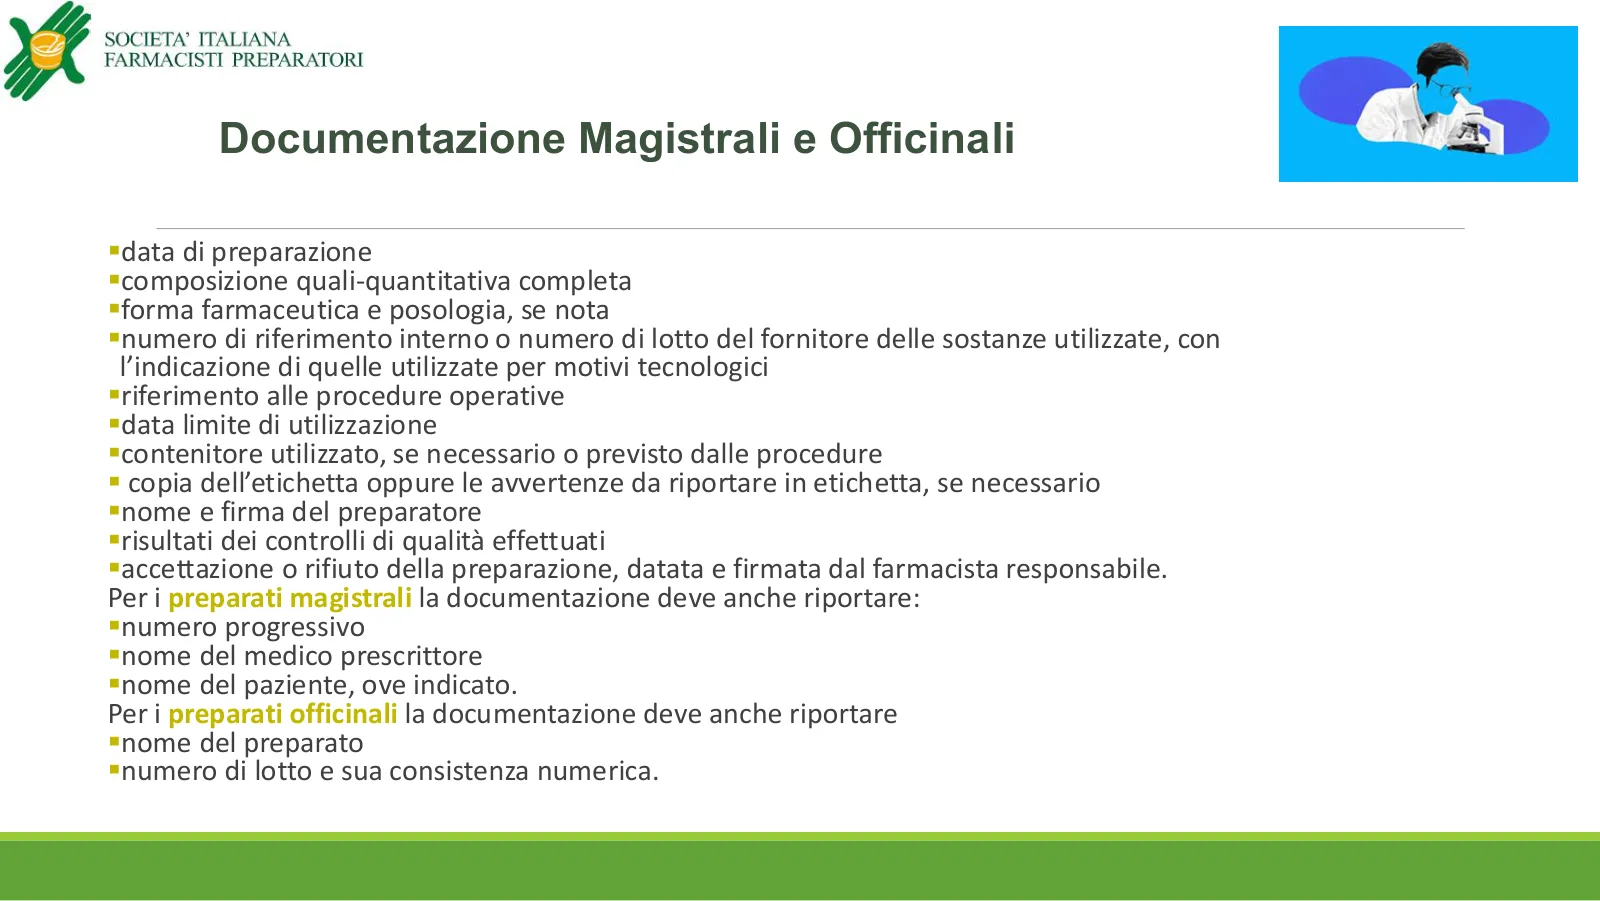 SOCIETA’ ITALIANA
FARMACISTI PREPARATORI
Documentazione Magistrali e Officinali
▪data di preparazione
▪composizione quali-quantitativa completa
▪forma farmaceutica e posologia, se nota
▪numero di riferimento interno o numero di lotto del fornitore delle sostanze utilizzate, con
l’indicazione di quelle utilizzate per motivi tecnologici
▪riferimento alle procedure operative
▪data limite di utilizzazione
▪contenitore utilizzato, se necessario o previsto dalle procedure
▪ copia dell’etichetta oppure le avvertenze da riportare in etichetta, se necessario
▪nome e firma del preparatore
▪risultati dei controlli di qualità effettuati
▪accettazione o rifiuto della preparazione, datata e firmata dal farmacista responsabile.
Per i preparati magistrali la documentazione deve anche riportare:
▪numero progressivo
▪nome del medico prescrittore
▪nome del paziente, ove indicato.
Per i preparati officinali la documentazione deve anche riportare
▪nome del preparato
▪numero di lotto e sua consistenza numerica.